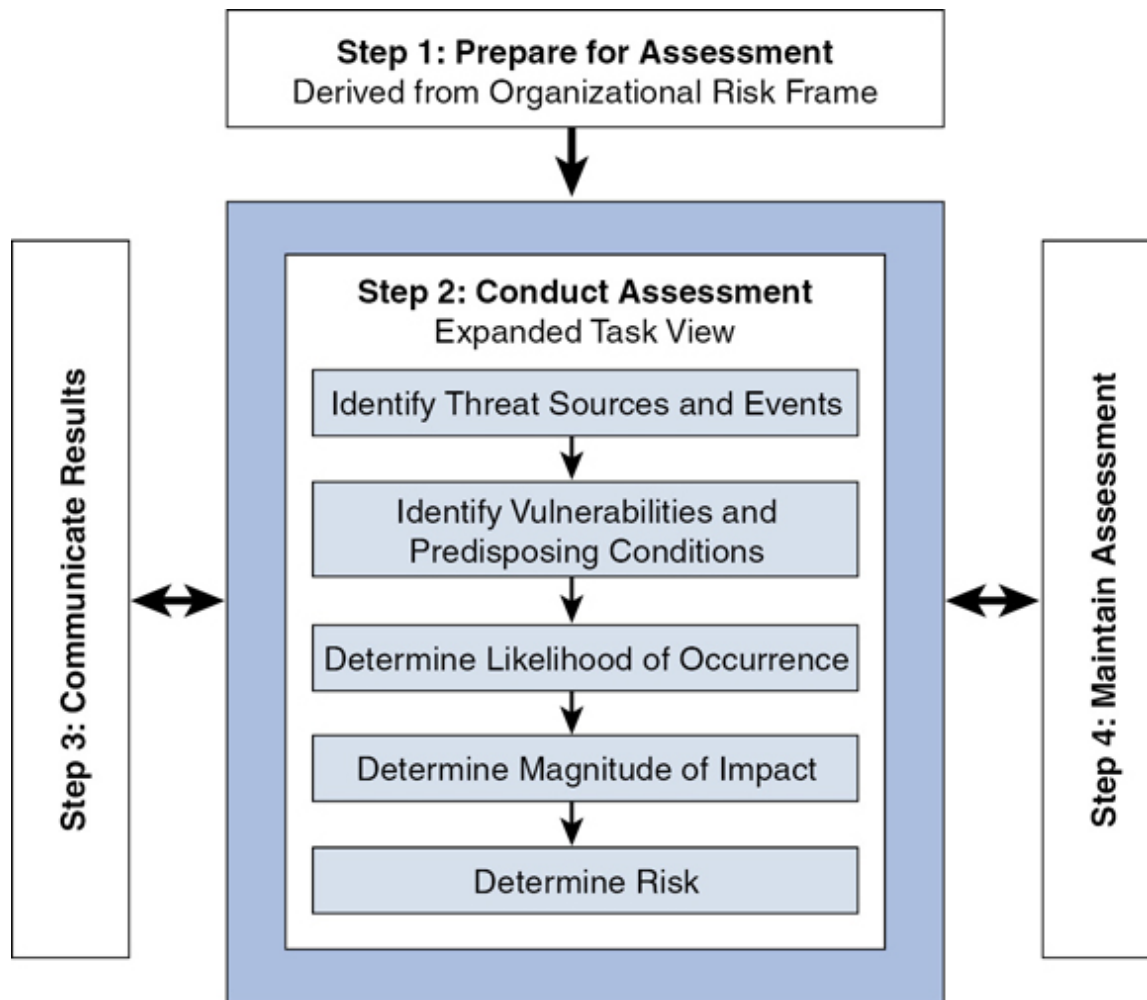 Step 1: Prepare for Assessment
Derived from Organizational Risk Frame
Step 3: Communicate Results
Step 2: Conduct Assessment
Expanded Task View
Identify Threat Sources and Events
Identify Vulnerabilities and
Predisposing Conditions
Determine Likelihood of Occurrence
Determine Magnitude of Impact
Determine Risk
Step 4: Maintain Assessment